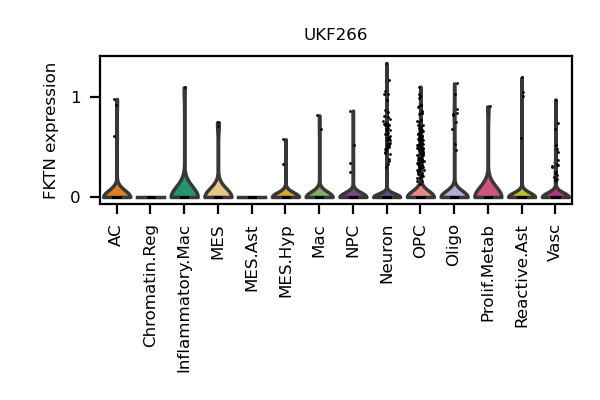 UKF266
FKTN expression
1
0
AC
Chromatin.Reg
Inflammatory.Mac
MES
MES.Ast
MES.Hyp
Mac
NPC
Neuron
OPC
Oligo
Prolif.Metab
Reactive.Ast
Vasc